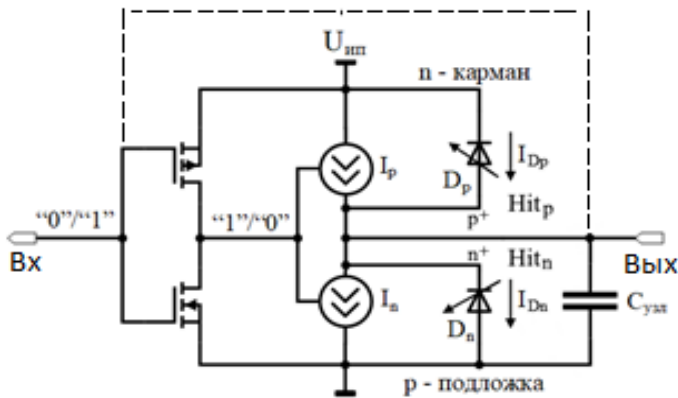 Uип
n - карман
Ip
Dp
IDp
Hitp
p+
“0”/“1”
“1”/“0”
Вх
n+
Hitn
Вых
In
Dn
IDn
Cузл
p - подложка